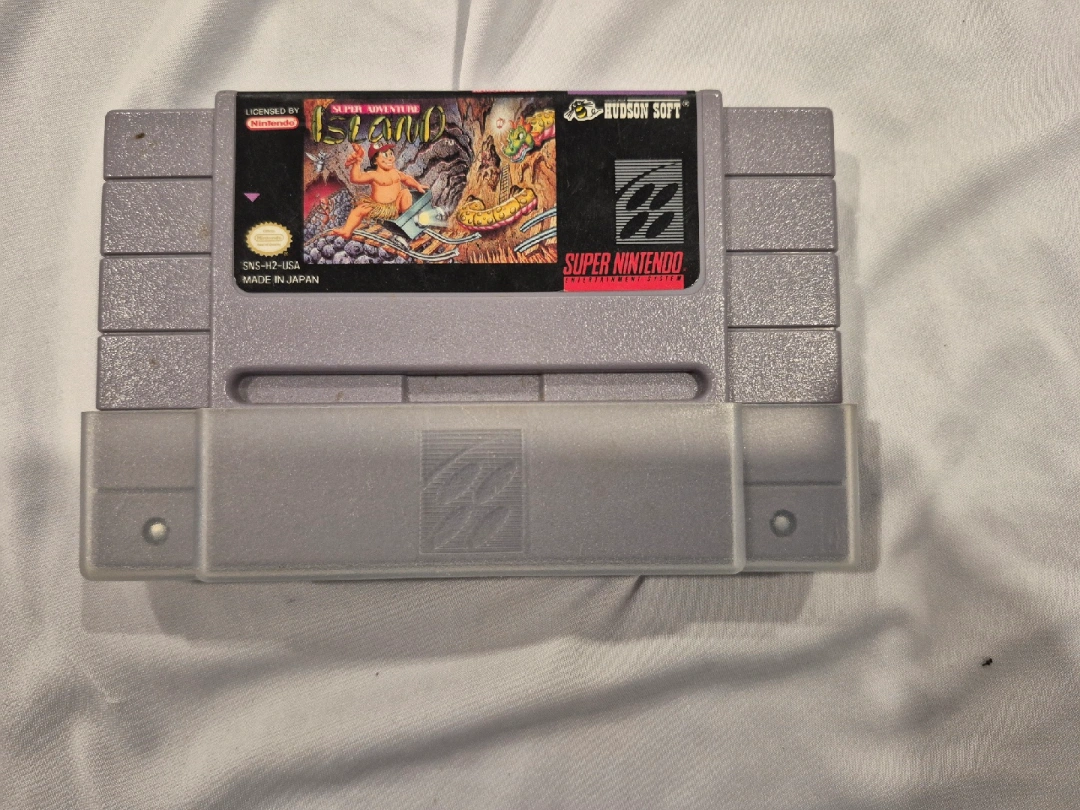 LICENSED BY
Nintendo
SUPER ADVENTURE
ISLAND
HUDSON SOFT®
SNS-H2-USA
MADE IN JAPAN
SUPER NINTENDO
ENTERTAINMENT SYSTEM